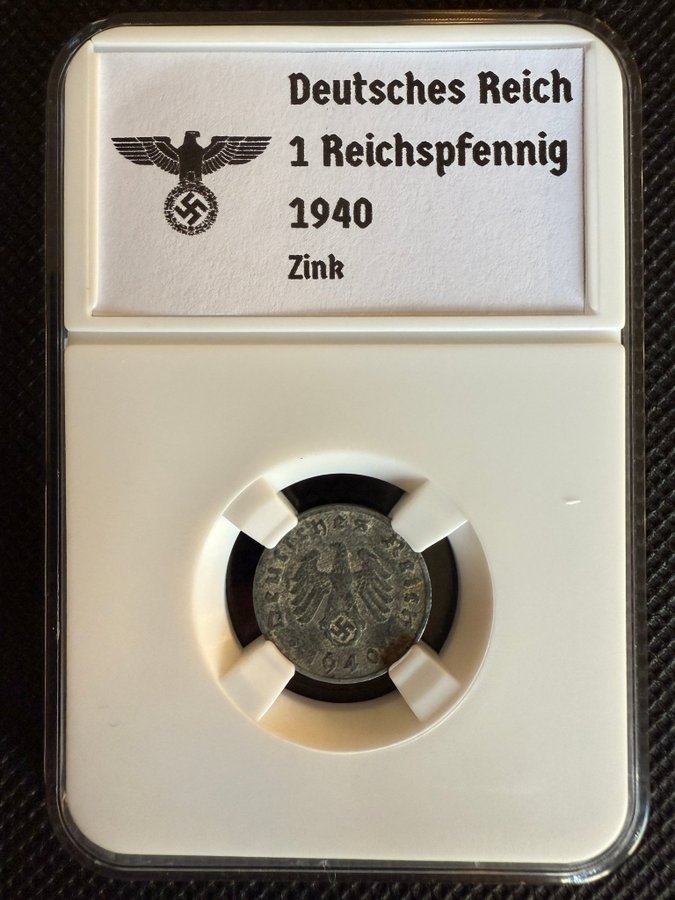 Deutsches Reich
1 Reichspfennig
1940
Zink
Deutsches Reich
1940